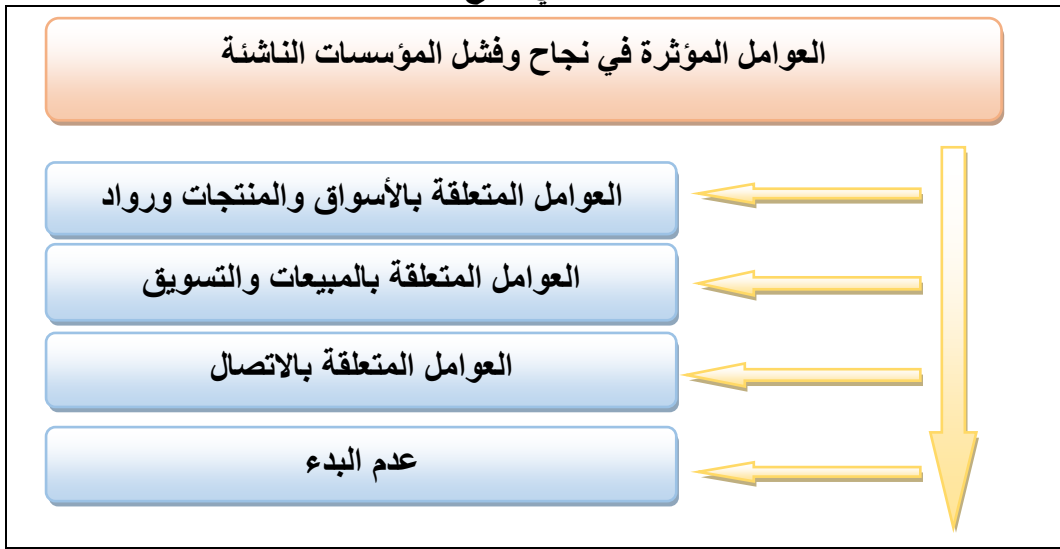 العوامل المؤثرة في نجاح وفشل المؤسسات الناشئة
العوامل المتعلقة بالأسواق والمنتجات ورواد
العوامل المتعلقة بالمبيعات والتسويق
العوامل المتعلقة بالاتصال
عدم البدء